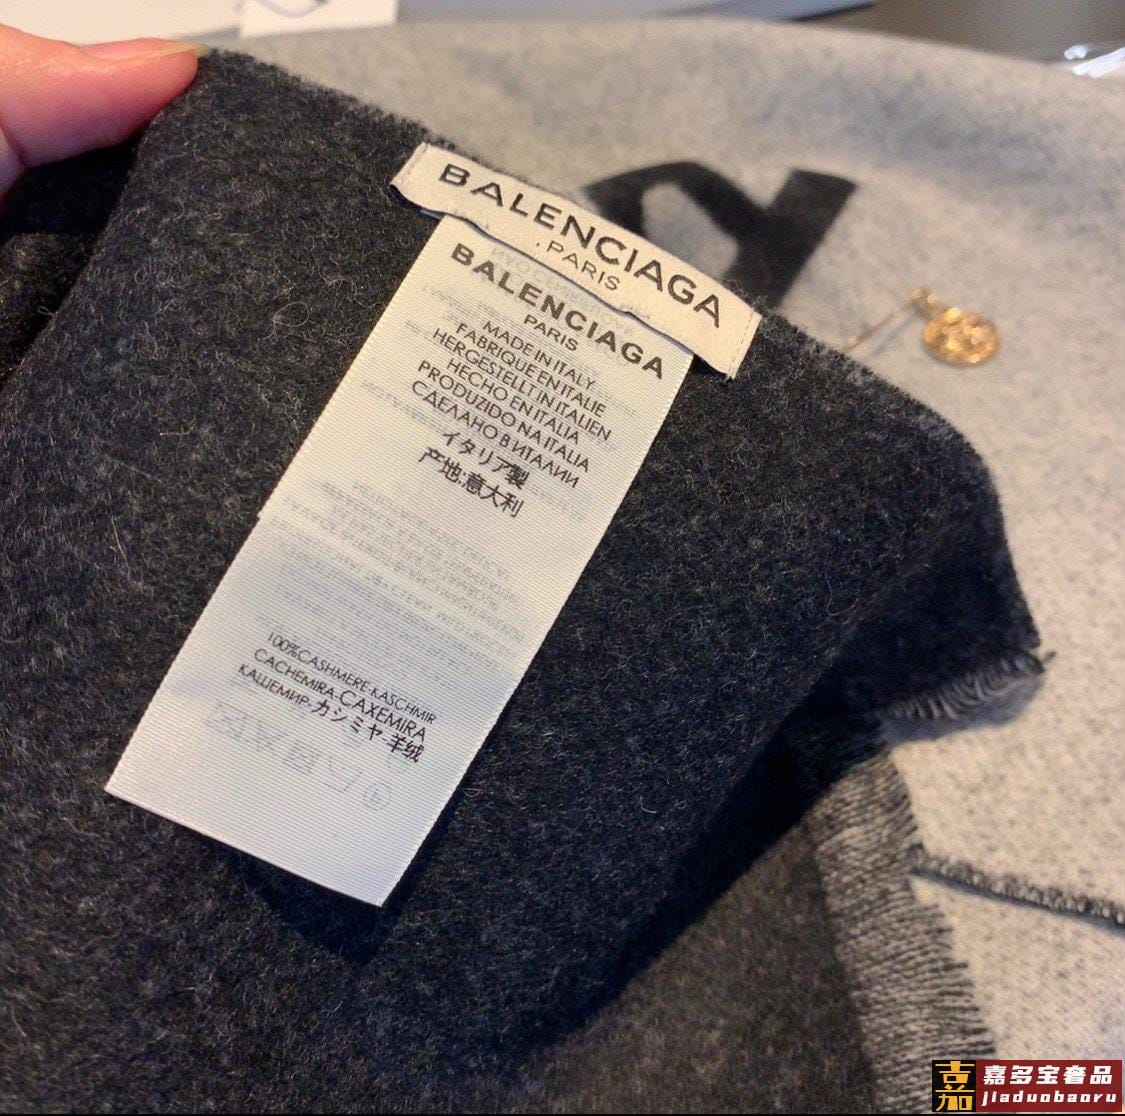 BALENCIAGA
PARIS
BALENCIAGA
PARIS
MADE IN ITALY
FABRIQUE EN ITALIE
HERGESTELLT IN ITALIEN
HECHO EN ITALIA
PRODUZIDO NA ITALIA
СДЕЛАНО В ИТАЛИИ
イタリア製
产地:意大利
100%CASHMERE·KASCHMIR
CACHEMIRA·CAXEMIRA
КАШЕМИР·カシミヤ·羊绒
吉茄
嘉多宝奢品
jiaduobaoru